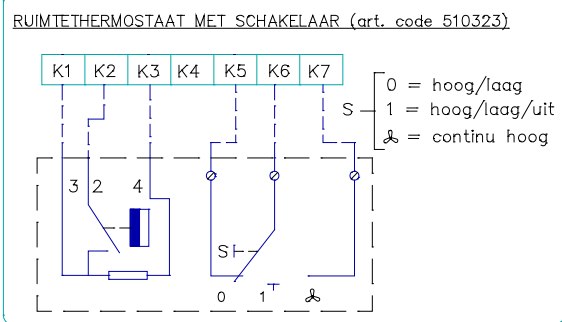 RUIMTETHERMOSTAAT MET SCHAKELAAR (art. code 510323)
K1 K2 K3 K4 K5 K6 K7
0 = hoog/laag
S 1 = hoog/laag/uit
= continu hoog
3 2 4
S
0 1